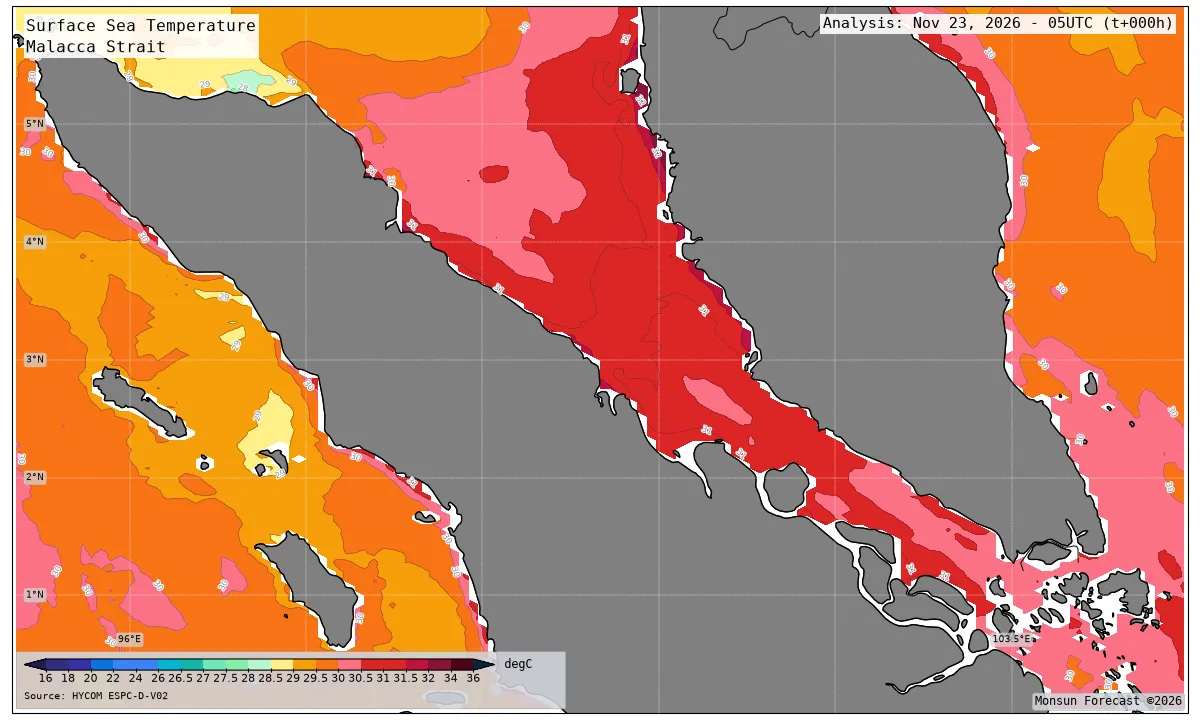 Surface Sea Temperature
Malacca Strait
Analysis: Nov 23, 2026 - 05UTC (t+000h)
5°N
4°N
3°N
2°N
1°N
96°E
103.5°E
degC
16 18 20 22 24 26 26.5 27 27.5 28 28.5 29 29.5 30 30.5 31 31.5 32 34 36
Source: HYCOM ESPC-D-V02
Monsun Forecast ©2026